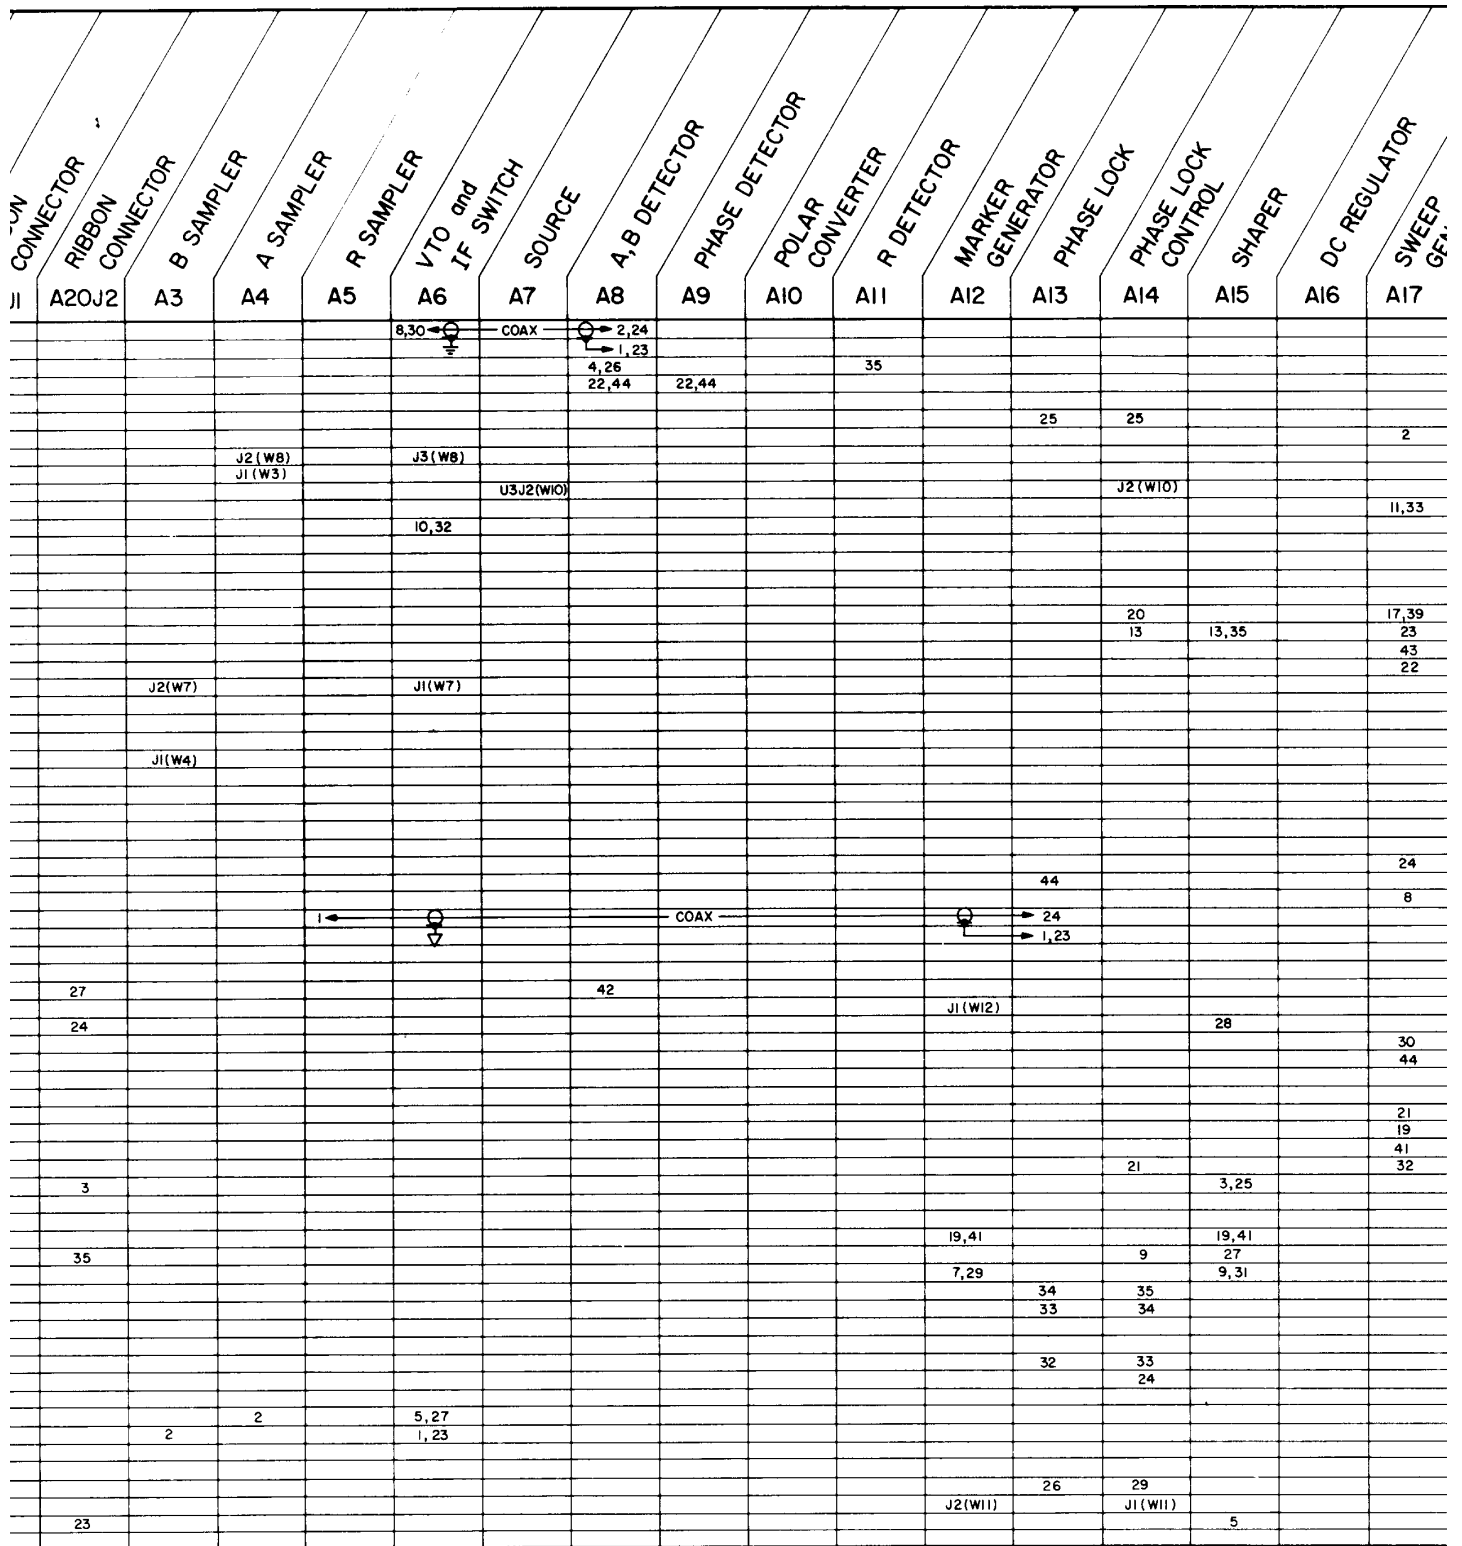 CONNECTOR
RIBBON CONNECTOR
B SAMPLER
A SAMPLER
R SAMPLER
VTO and IF SWITCH
SOURCE
A,B DETECTOR
PHASE DETECTOR
POLAR CONVERTER
R DETECTOR
MARKER GENERATOR
PHASE LOCK
PHASE LOCK CONTROL
SHAPER
DC REGULATOR
SWEEP
J1 A20J2 A3 A4 A5 A6 A7 A8 A9 A10 A11 A12 A13 A14 A15 A16 A17
8,30 COAX 2,24
1,23
4,26 35
22,44 22,44
25 25
2
J2(W8) J3(W8)
J1(W3)
U3J2(W10) J2(W10)
11,33
10,32
20 17,39
13 13,35 23
43
22
J2(W7) J1(W7)
J1(W4)
24
44
8
1 COAX 24
1,23
27 42
J1(W12)
24 28
30
44
21
19
41
21 32
3 3,25
19,41 19,41
35 9 27
7,29 9,31
34 35
33 34
32 33
24
2 5,27
2 1,23
26 29
J2(W11) J1(W11)
23 5